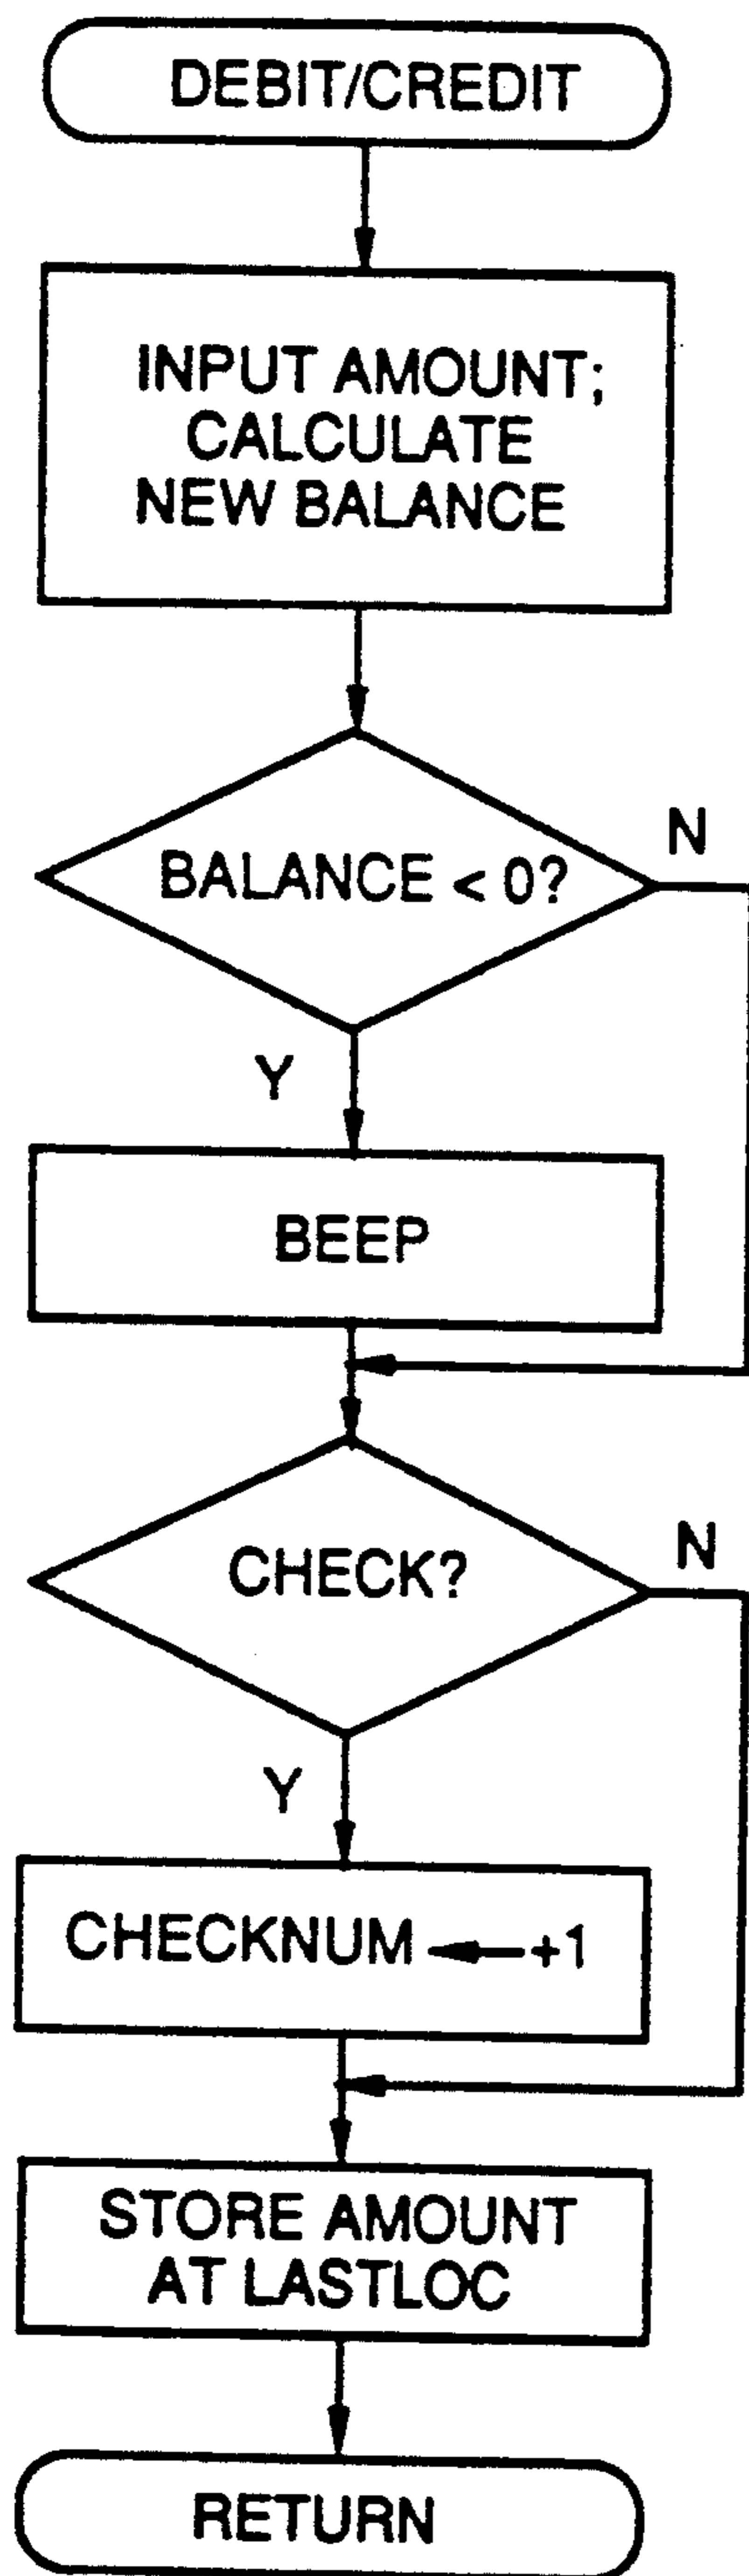 DEBIT/CREDIT
INPUT AMOUNT;
CALCULATE
NEW BALANCE
BALANCE < 0?
N
Y
BEEP
CHECK?
N
Y
CHECKNUM ←+1
STORE AMOUNT
AT LASTLOC
RETURN